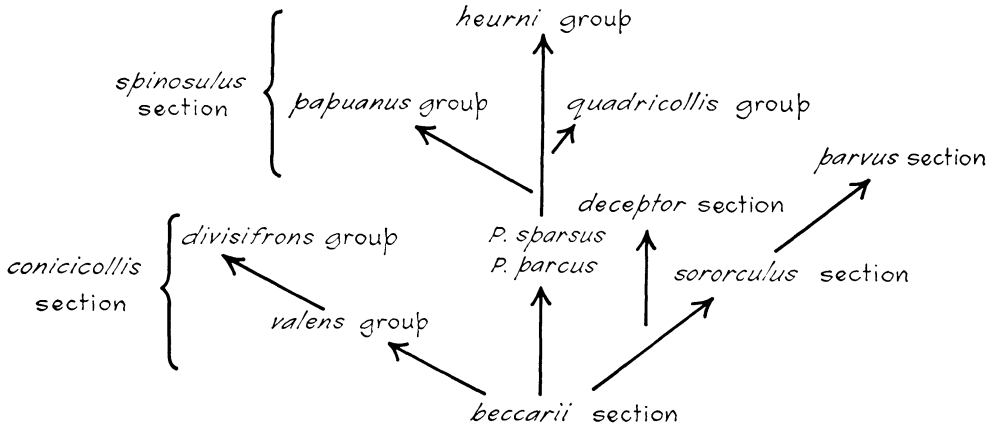 heurni group
spinosulus
section
papuanus group
quadricollis group
parvus section
deceptor section
divisifrons group
P. sparsus
P. parcus
conicicollis
section
sororculus section
valens group
beccarii section